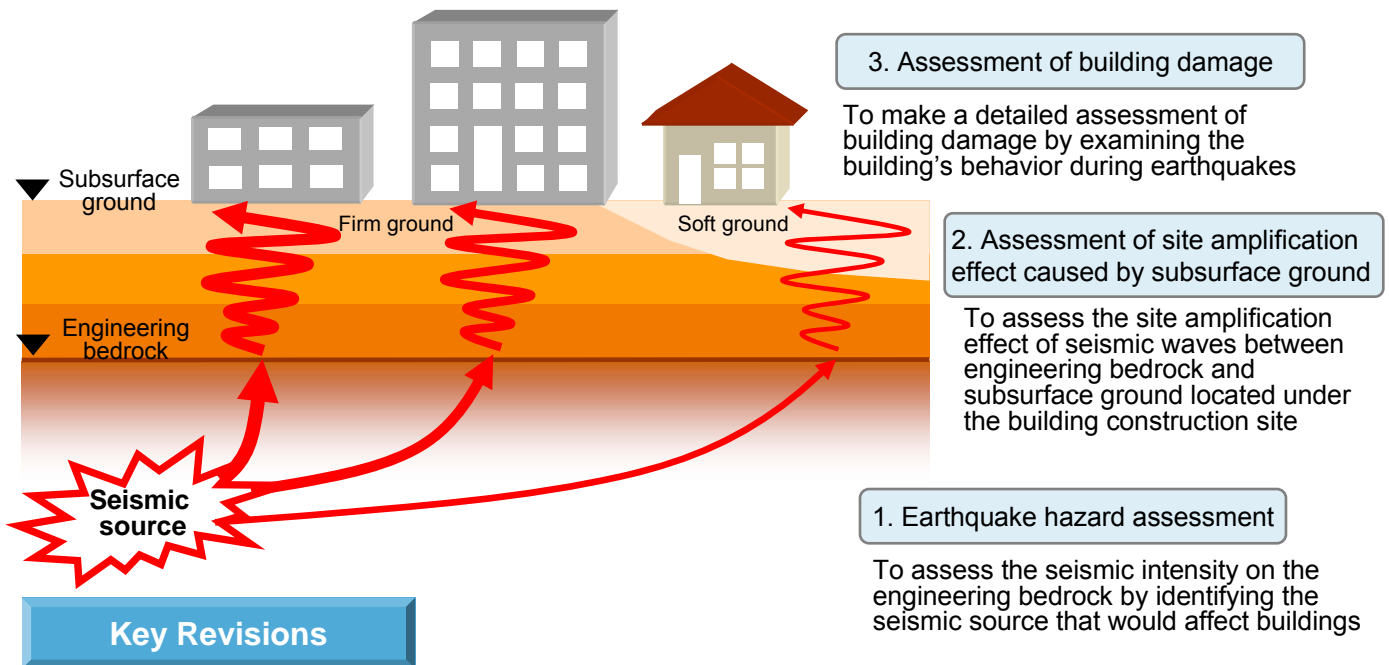 3. Assessment of building damage
To make a detailed assessment of
building damage by examining the
building's behavior during earthquakes
Subsurface
ground
Firm ground
Soft ground
2. Assessment of site amplification
effect caused by subsurface ground
To assess the site amplification
effect of seismic waves between
engineering bedrock and
subsurface ground located under
the building construction site
Engineering
bedrock
Seismic
source
1. Earthquake hazard assessment
To assess the seismic intensity on the
engineering bedrock by identifying the
seismic source that would affect buildings
Key Revisions